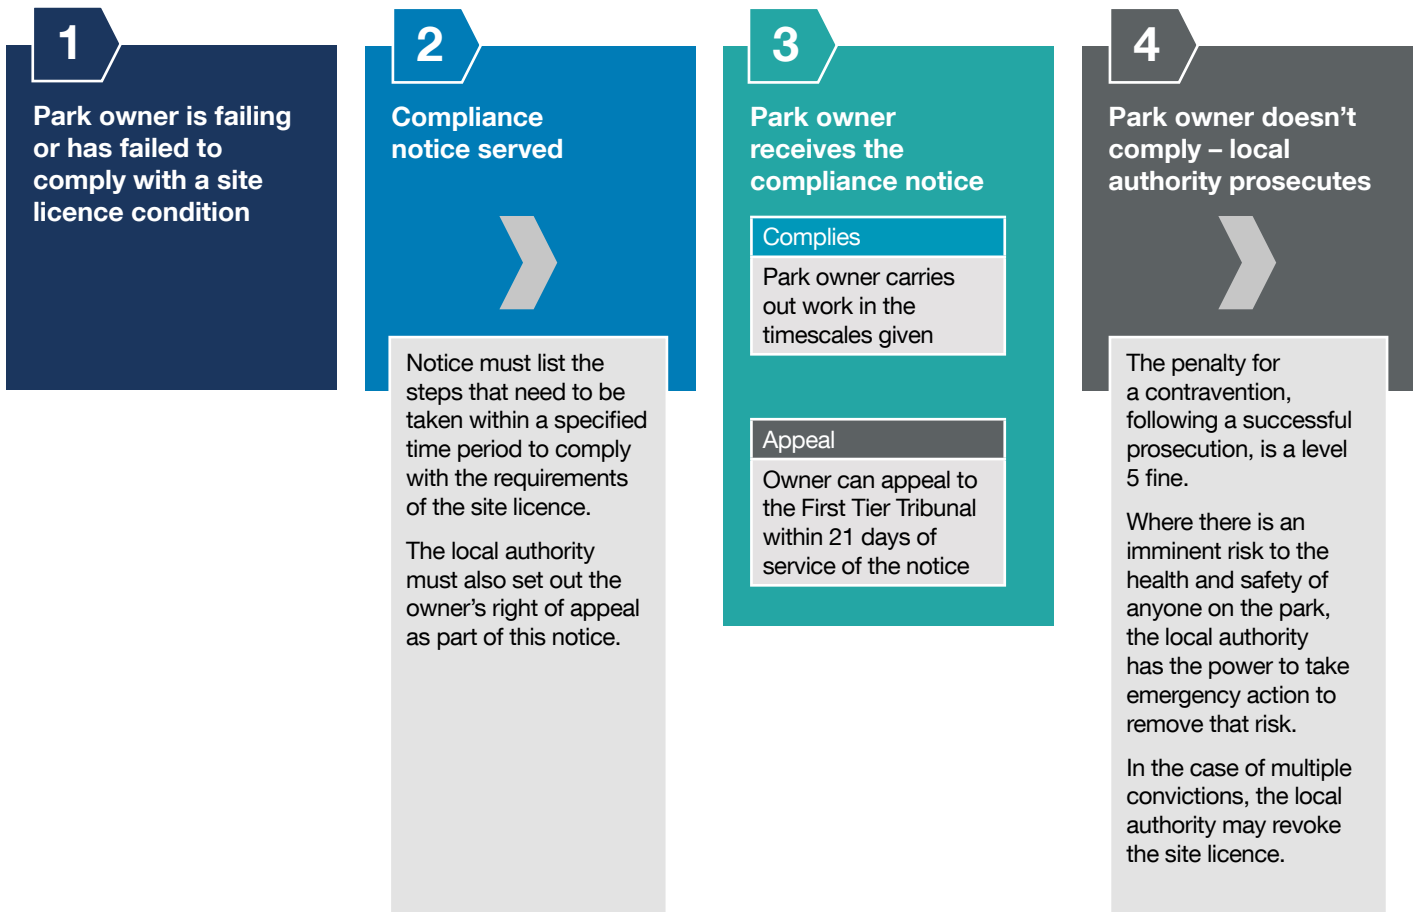 1
Park owner is failing
or has failed to
comply with a site
licence condition
2
Compliance
notice served
Notice must list the
steps that need to be
taken within a specified
time period to comply
with the requirements
of the site licence.
The local authority
must also set out the
owner’s right of appeal
as part of this notice.
3
Park owner
receives the
compliance notice
Complies
Park owner carries
out work in the
timescales given
Appeal
Owner can appeal to
the First Tier Tribunal
within 21 days of
service of the notice
4
Park owner doesn’t
comply – local
authority prosecutes
The penalty for
a contravention,
following a successful
prosecution, is a level
5 fine.
Where there is an
imminent risk to the
health and safety of
anyone on the park,
the local authority
has the power to take
emergency action to
remove that risk.
In the case of multiple
convictions, the local
authority may revoke
the site licence.